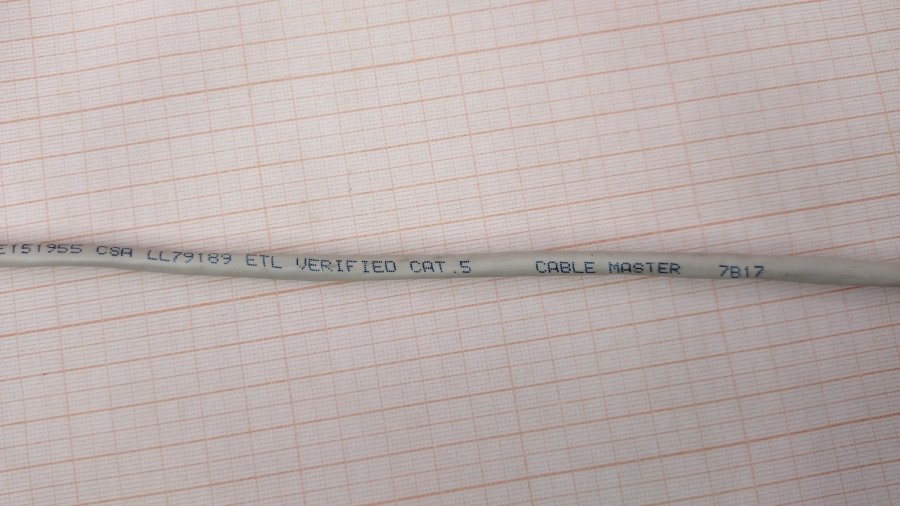 E151955 CSA LL79189 ETL VERIFIED CAT.5 CABLE MASTER 7B17